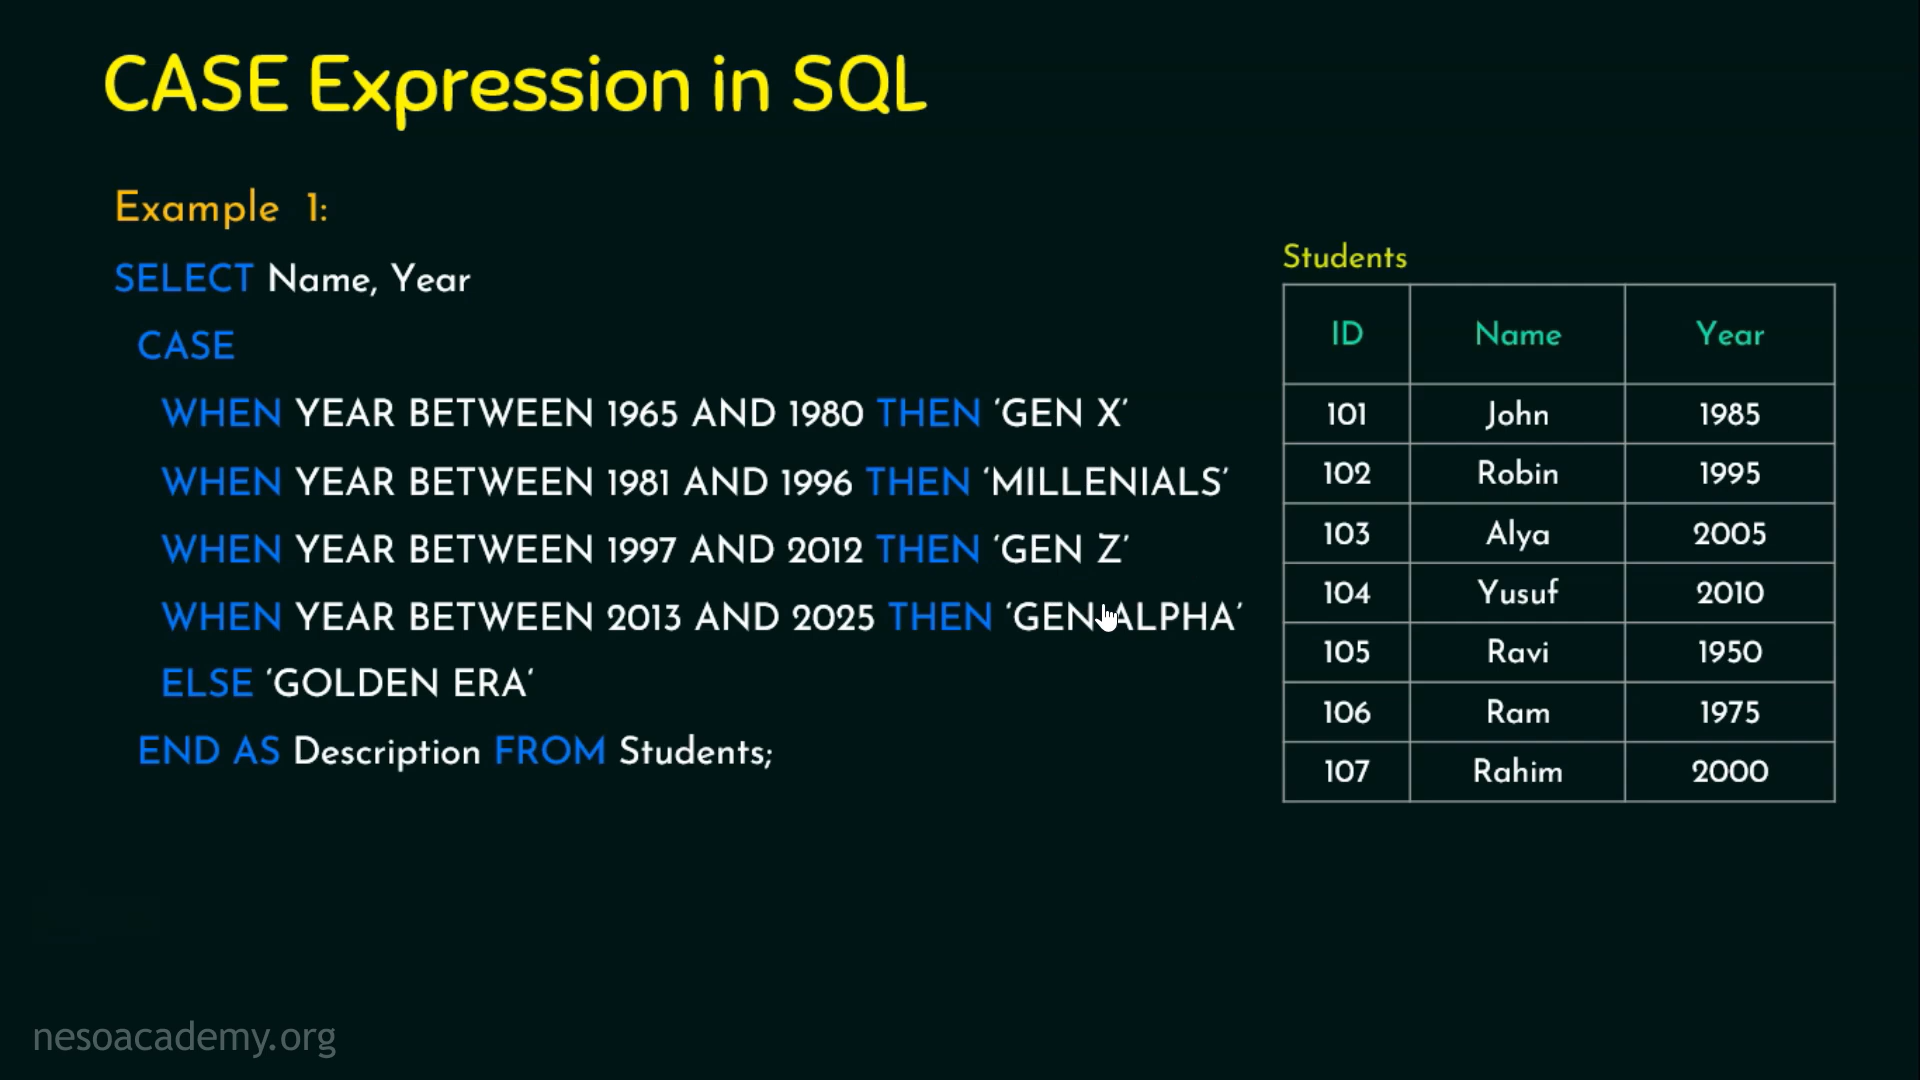 CASE Expression in SQL
Example 1:
SELECT Name, Year
CASE
WHEN YEAR BETWEEN 1965 AND 1980 THEN ‘GEN X’
WHEN YEAR BETWEEN 1981 AND 1996 THEN ‘MILLENIALS’
WHEN YEAR BETWEEN 1997 AND 2012 THEN ‘GEN Z’
WHEN YEAR BETWEEN 2013 AND 2025 THEN ‘GEN ALPHA’
ELSE ‘GOLDEN ERA‘
END AS Description FROM Students;
Students
ID Name Year
101 John 1985
102 Robin 1995
103 Alya 2005
104 Yusuf 2010
105 Ravi 1950
106 Ram 1975
107 Rahim 2000
nesoacademy.org